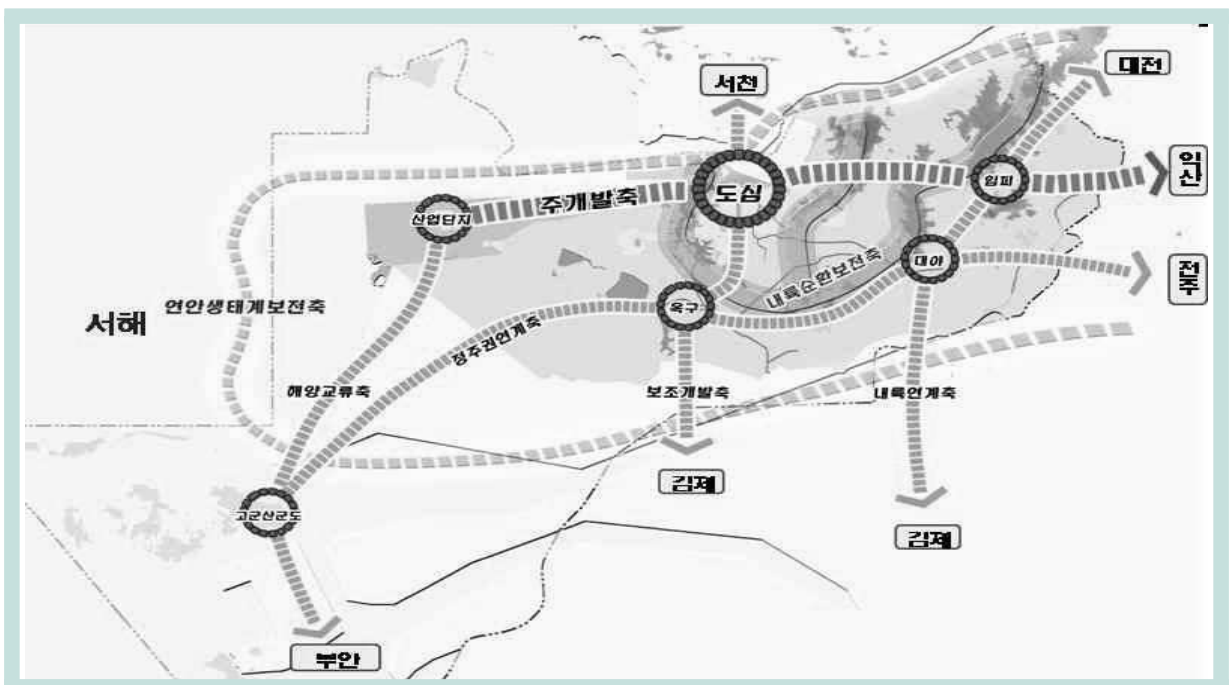 대전
서천
익산
임피
도심
주개발축
산업단지
대야
전주
내륙순환보전축
옥구
연안생태계보전축
서해
정주권연계축
해양교류축
보조개발축
내륙연계축
김제
고군산군도
김제
부안